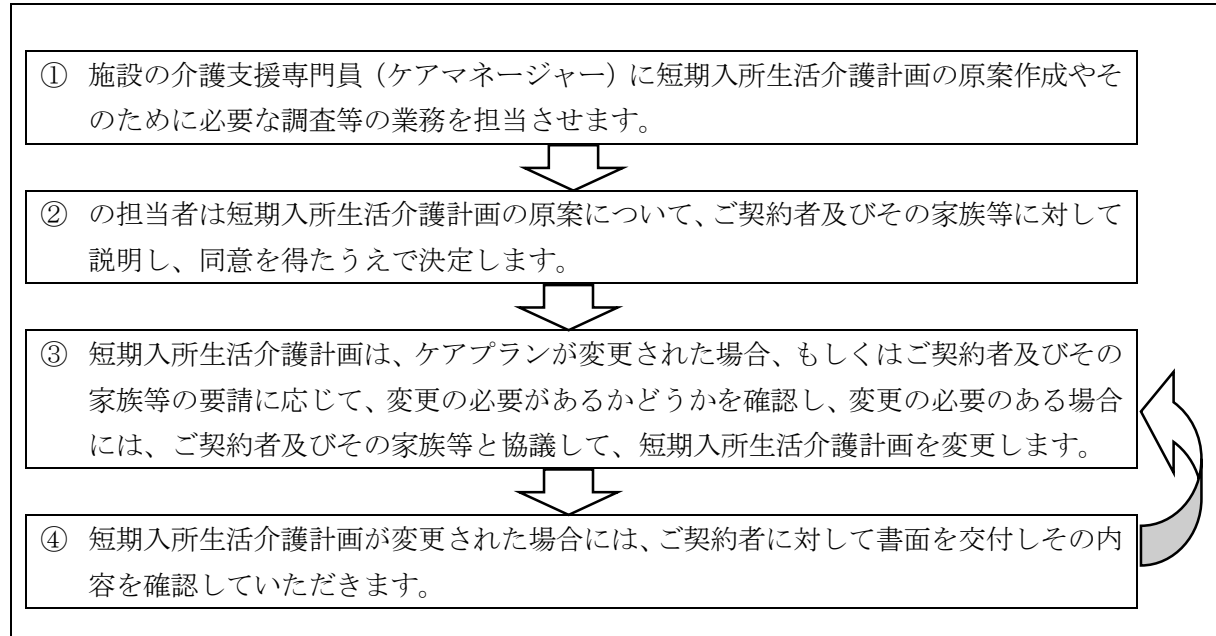 ① 施設の介護支援専門員（ケアマネージャー）に短期入所生活介護計画の原案作成やそ
のために必要な調査等の業務を担当させます。
② の担当者は短期入所生活介護計画の原案について、ご契約者及びその家族等に対して
説明し、同意を得たうえで決定します。
③ 短期入所生活介護計画は、ケアプランが変更された場合、もしくはご契約者及びその
家族等の要請に応じて、変更の必要があるかどうかを確認し、変更の必要のある場合
には、ご契約者及びその家族等と協議して、短期入所生活介護計画を変更します。
④ 短期入所生活介護計画が変更された場合には、ご契約者に対して書面を交付しその内
容を確認していただきます。